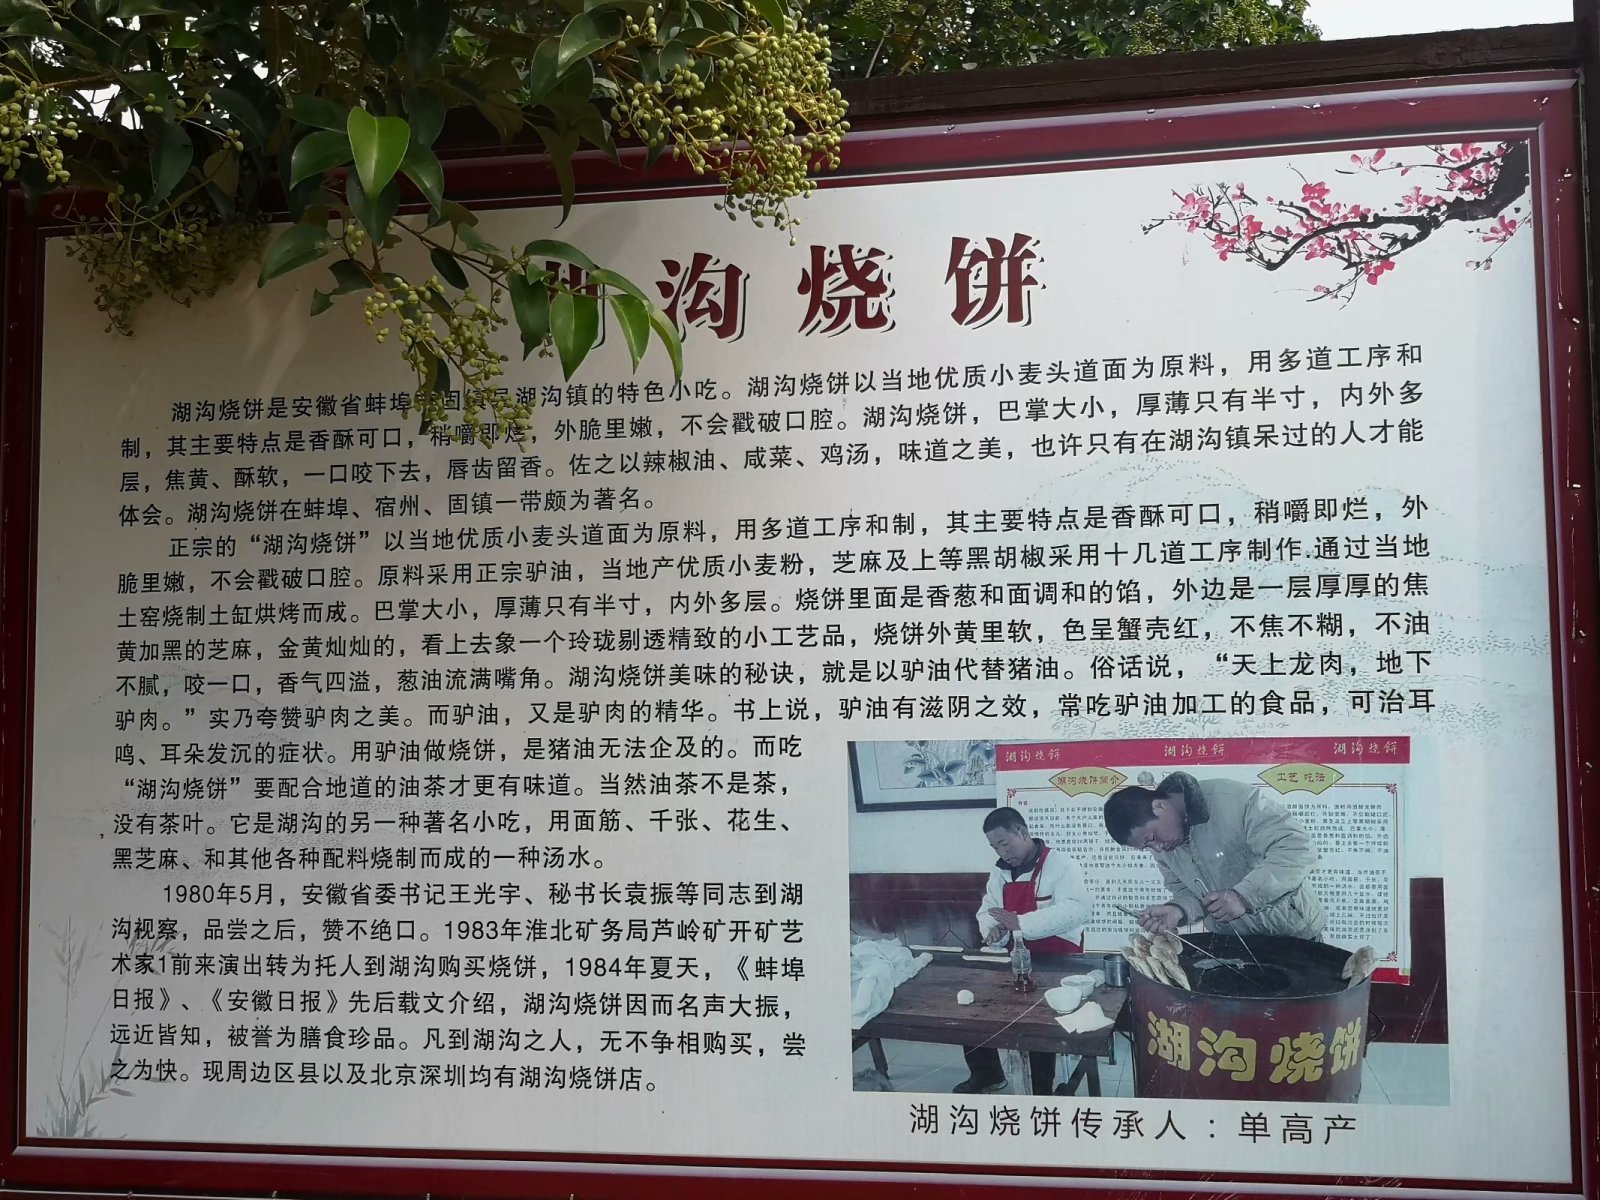 沟烧饼
湖沟烧饼是安徽省蚌埠 固镇县湖沟镇的特色小吃。湖沟烧饼以当地优质小麦头道面为原料，用多道工序和
制，其主要特点是香酥可口，稍嚼即烂，外脆里嫩，不会戳破口腔。湖沟烧饼，巴掌大小，厚薄只有半寸，内外多
层，焦黄、酥软，一口咬下去，唇齿留香。佐之以辣椒油、咸菜、鸡汤，味道之美，也许只有在湖沟镇呆过的人才能
体会。湖沟烧饼在蚌埠、宿州、固镇一带颇为著名。
正宗的“湖沟烧饼”以当地优质小麦头道面为原料，用多道工序和制，其主要特点是香酥可口，稍嚼即烂，外
脆里嫩，不会戳破口腔。原料采用正宗驴油，当地产优质小麦粉，芝麻及上等黑胡椒采用十几道工序制作.通过当地
土窑烧制土缸烘烤而成。巴掌大小，厚薄只有半寸，内外多层。烧饼里面是香葱和面调和的馅，外边是一层厚厚的焦
黄加黑的芝麻，金黄灿灿的，看上去象一个玲珑剔透精致的小工艺品，烧饼外黄里软，色呈蟹壳红，不焦不糊，不油
不腻，咬一口，香气四溢，葱油流满嘴角。湖沟烧饼美味的秘诀，就是以驴油代替猪油。俗话说，“天上龙肉，地下
驴肉。”实乃夸赞驴肉之美。而驴油，又是驴肉的精华。书上说，驴油有滋阴之效，常吃驴油加工的食品，可治耳
鸣、耳朵发沉的症状。用驴油做烧饼，是猪油无法企及的。而吃
“湖沟烧饼”要配合地道的油茶才更有味道。当然油茶不是茶，
没有茶叶。它是湖沟的另一种著名小吃，用面筋、千张、花生、
黑芝麻、和其他各种配料烧制而成的一种汤水。
1980年5月，安徽省委书记王光宇、秘书长袁振等同志到湖
沟视察，品尝之后，赞不绝口。1983年淮北矿务局芦岭矿开矿艺
术家1前来演出转为托人到湖沟购买烧饼，1984年夏天，《蚌埠
日报》、《安徽日报》先后载文介绍，湖沟烧饼因而名声大振，
远近皆知，被誉为膳食珍品。凡到湖沟之人，无不争相购买，尝
之为快。现周边区县以及北京深圳均有湖沟烧饼店。
湖沟烧饼 湖沟烧饼 湖沟烧饼
湖沟烧饼简介 工艺 吃法
湖沟烧饼
湖沟烧饼传承人：单高产